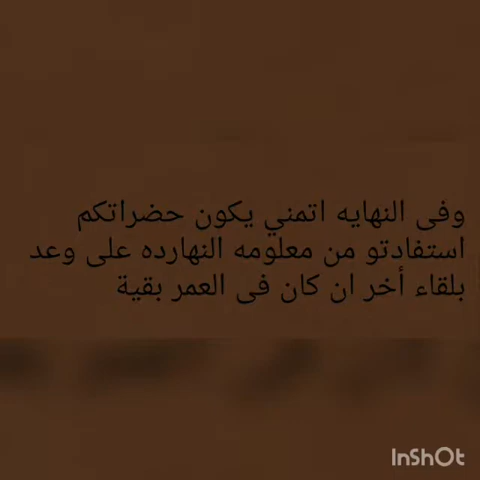 وفى النهايه اتمني يكون حضراتكم
استفادتو من معلومه النهارده على وعد
بلقاء أخر ان كان فى العمر بقية
InShOt